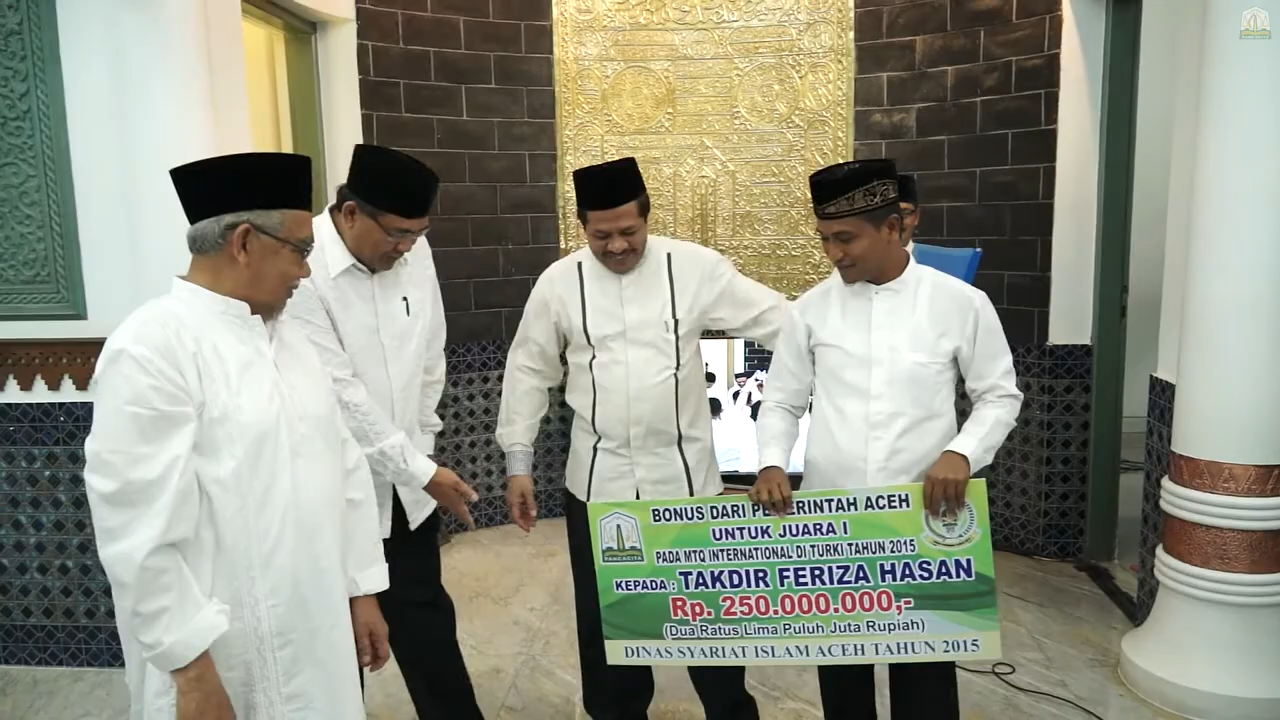 BONUS DARI PEMERINTAH ACEH
UNTUK JUARA I
PADA MTQ INTERNATIONAL DI TURKI TAHUN 2015
KEPADA : TAKDIR FERIZA HASAN
Rp. 250.000.000,-
(Dua Ratus Lima Puluh Juta Rupiah)
DINAS SYARIAT ISLAM ACEH TAHUN 2015
PANCACITA